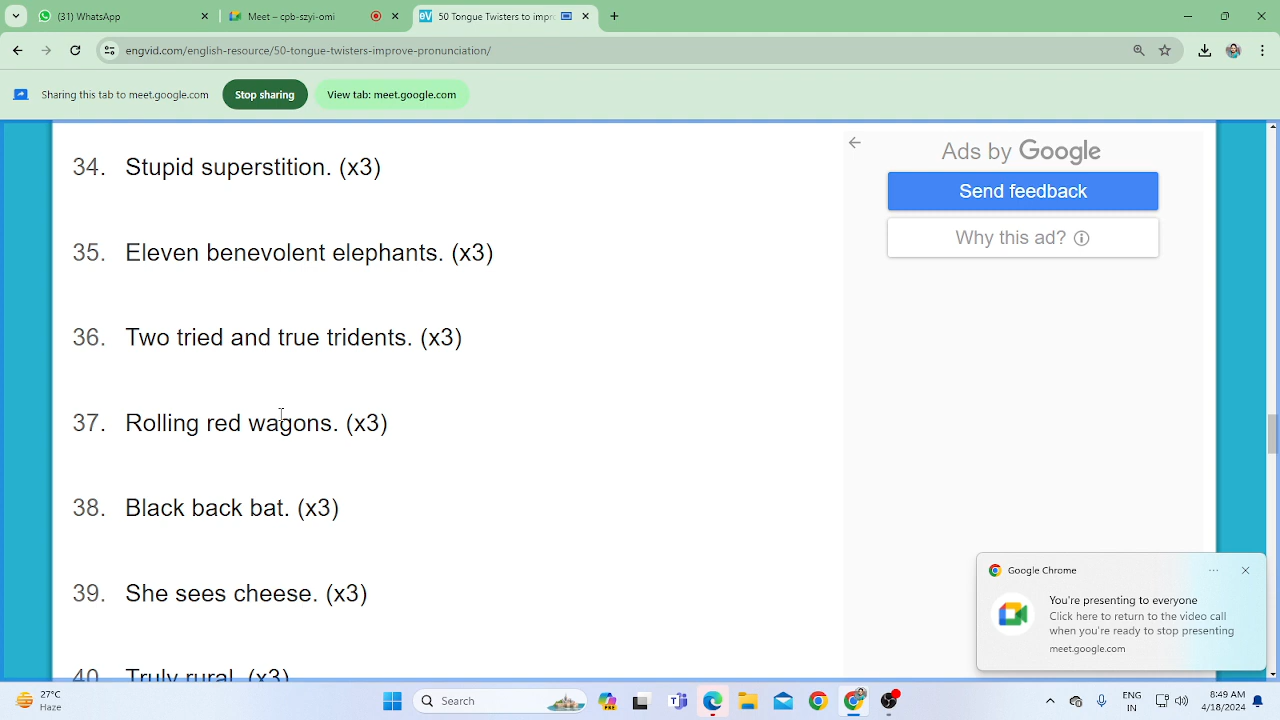 (31) WhatsApp
Meet – cpb-szyi-omi
50 Tongue Twisters to impr
engvid.com/english-resource/50-tongue-twisters-improve-pronunciation/
Sharing this tab to meet.google.com
Stop sharing
View tab: meet.google.com
34. Stupid superstition. (x3)
35. Eleven benevolent elephants. (x3)
36. Two tried and true tridents. (x3)
37. Rolling red wagons. (x3)
38. Black back bat. (x3)
39. She sees cheese. (x3)
40. Truly rural. (x3)
Ads by Google
Send feedback
Why this ad?
Google Chrome
You're presenting to everyone
Click here to return to the video call
when you're ready to stop presenting
meet.google.com
27°C
Haze
Search
ENG
IN
8:49 AM
4/18/2024